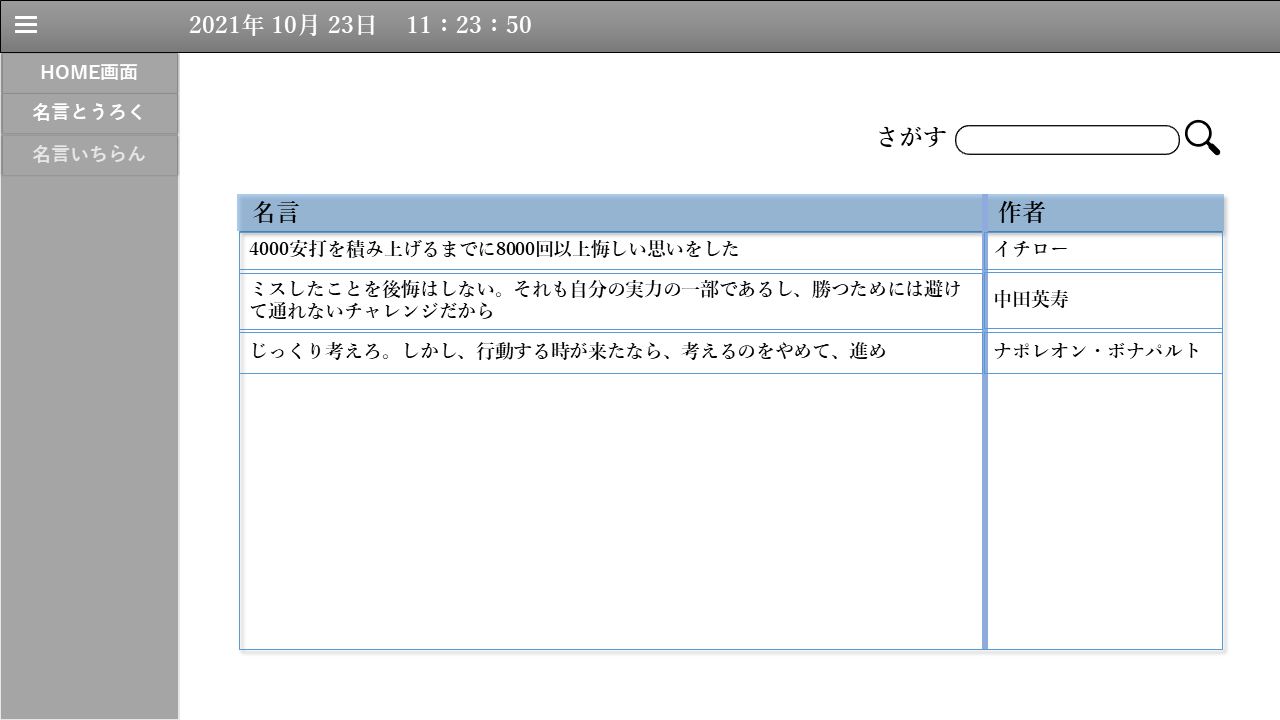 2021年 10月 23日　11：23：50
HOME画面
名言とうろく
名言いちらん
さがす
名言 作者
4000安打を積み上げるまでに8000回以上悔しい思いをした イチロー
ミスしたことを後悔はしない。それも自分の実力の一部であるし、勝つためには避け
て通れないチャレンジだから 中田英寿
じっくり考えろ。しかし、行動する時が来たなら、考えるのをやめて、進め ナポレオン・ボナパルト